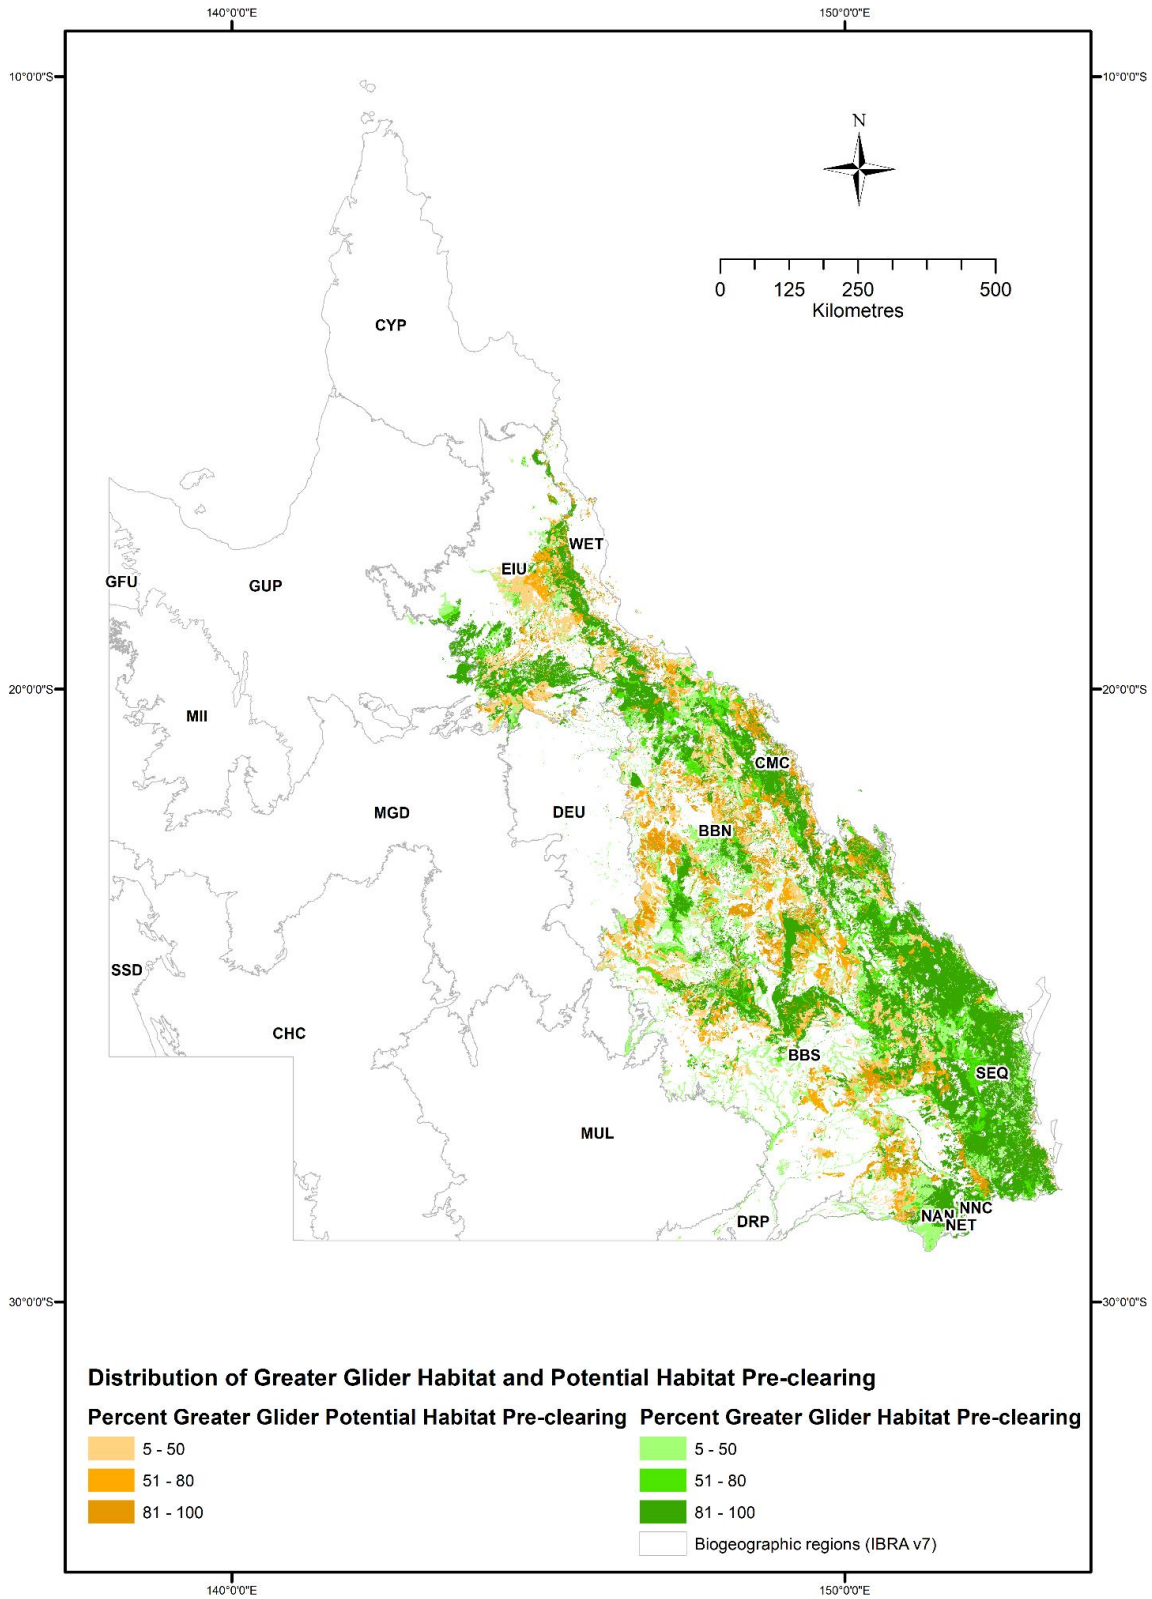 140°0'0"E
150°0'0"E
10°0'0"S
10°0'0"S
N
0 125 250 500
Kilometres
CYP
WET
EIU
GFU
GUP
20°0'0"S
20°0'0"S
MII
CMC
MGD
DEU
BBN
SSD
CHC
BBS
SEQ
MUL
NNC
NAN
DRP
NET
30°0'0"S
30°0'0"S
Distribution of Greater Glider Habitat and Potential Habitat Pre-clearing
Percent Greater Glider Potential Habitat Pre-clearing
5 - 50
51 - 80
81 - 100
Percent Greater Glider Habitat Pre-clearing
5 - 50
51 - 80
81 - 100
Biogeographic regions (IBRA v7)
140°0'0"E
150°0'0"E